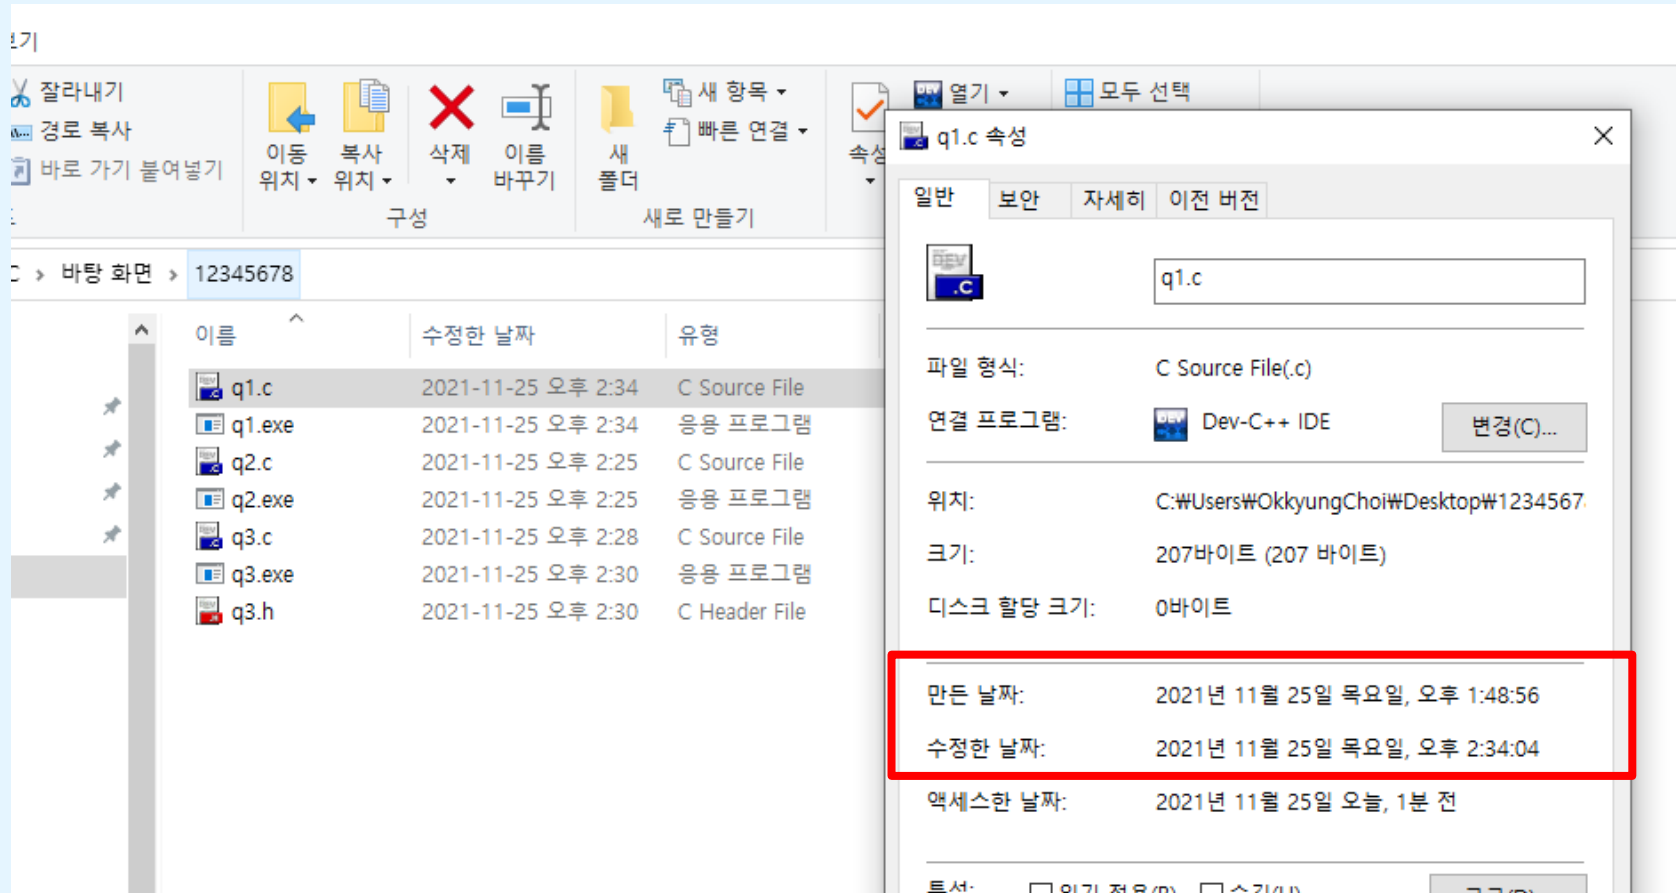 잘라내기
경로 복사
바로 가기 붙여넣기
이동 위치
복사 위치
삭제
이름 바꾸기
구성
새 폴더
새 항목
빠른 연결
새로 만들기
속성
열기
모두 선택
바탕 화면 > 12345678
이름 수정한 날짜 유형
q1.c 2021-11-25 오후 2:34 C Source File
q1.exe 2021-11-25 오후 2:34 응용 프로그램
q2.c 2021-11-25 오후 2:25 C Source File
q2.exe 2021-11-25 오후 2:25 응용 프로그램
q3.c 2021-11-25 오후 2:28 C Source File
q3.exe 2021-11-25 오후 2:30 응용 프로그램
q3.h 2021-11-25 오후 2:30 C Header File
q1.c 속성
일반 보안 자세히 이전 버전
q1.c
파일 형식: C Source File(.c)
연결 프로그램: Dev-C++ IDE 변경(C)...
위치: C:₩Users₩OkkyungChoi₩Desktop₩1234567
크기: 207바이트 (207 바이트)
디스크 할당 크기: 0바이트
만든 날짜: 2021년 11월 25일 목요일, 오후 1:48:56
수정한 날짜: 2021년 11월 25일 목요일, 오후 2:34:04
액세스한 날짜: 2021년 11월 25일 오늘, 1분 전